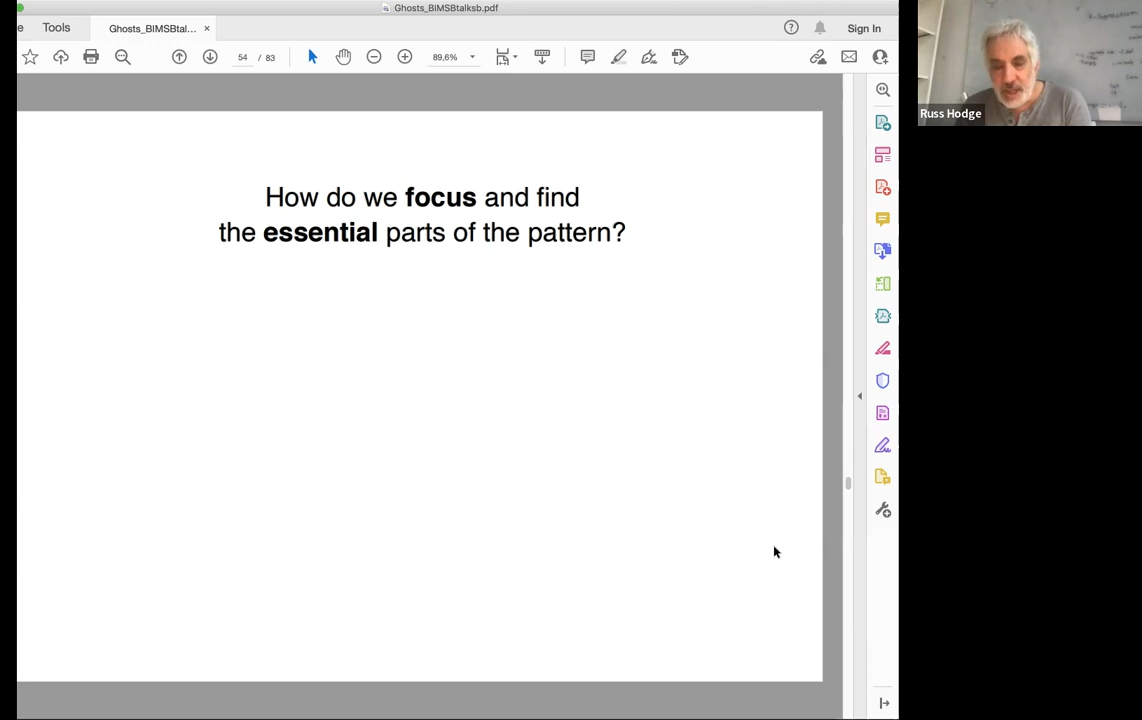 Ghosts_BIMSBtalksb.pdf
e
Tools
Ghosts_BIMSBtal...
×
Sign In
54 / 83
89,6%
How do we focus and find
the essential parts of the pattern?
Russ Hodge